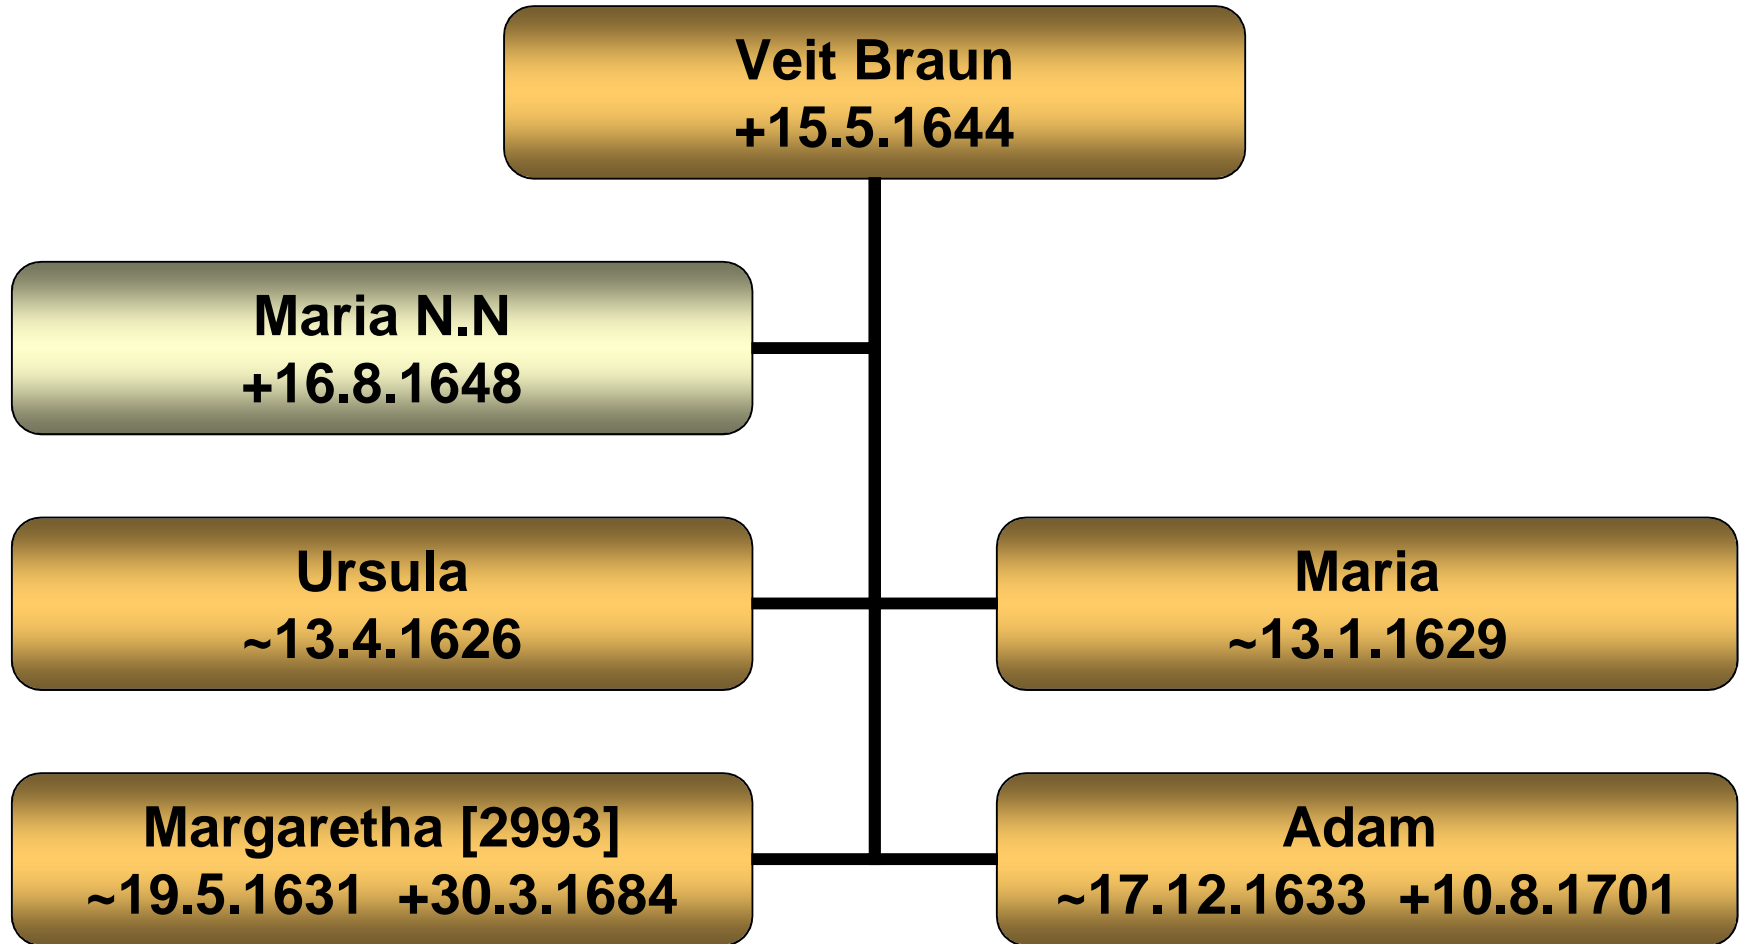 Veit Braun
+15.5.1644
Maria N.N
+16.8.1648
Ursula
~13.4.1626
Maria
~13.1.1629
Margaretha [2993]
~19.5.1631  +30.3.1684
Adam
~17.12.1633  +10.8.1701